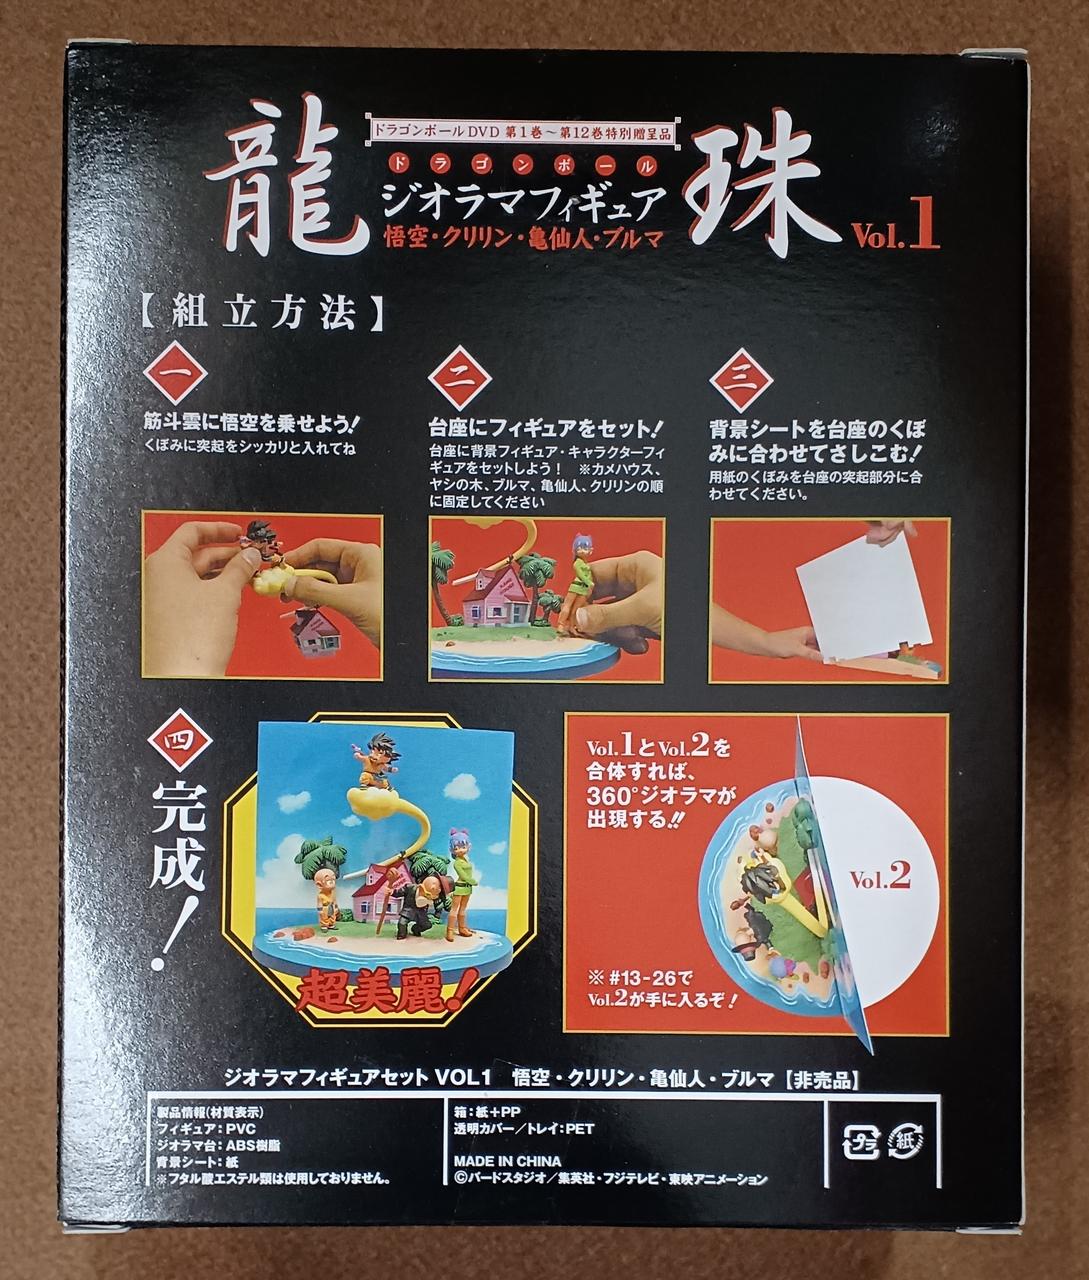 龍珠
ドラゴンボールDVD 第1巻～第12巻特別贈呈品
ドラゴンボール
ジオラマフィギュア
悟空・クリリン・亀仙人・ブルマ
Vol.1
【組立方法】
一
筋斗雲に悟空を乗せよう!
くぼみに突起をシッカリと入れてね
二
台座にフィギュアをセット!
台座に背景フィギュア・キャラクターフィ
ギュアをセットしよう! ※カメハウス、
ヤシの木、ブルマ、亀仙人、クリリンの順
に固定してください
三
背景シートを台座のくぼ
みに合わせてさしこむ!
用紙のくぼみを台座の突起部分に合
わせてください。
四
完成!
超美麗!
Vol.1とVol.2を
合体すれば、
360°ジオラマが
出現する!!
Vol.2
※ #13-26で
Vol.2が手に入るぞ!
ジオラマフィギュアセット VOL1 悟空・クリリン・亀仙人・ブルマ【非売品】
製品情報(材質表示)
フィギュア:PVC
ジオラマ台:ABS樹脂
背景シート:紙
※フタル酸エステル類は使用しておりません。
箱:紙+PP
透明カバー/トレイ:PET
MADE IN CHINA
©バードスタジオ/集英社・フジテレビ・東映アニメーション
プラ
紙